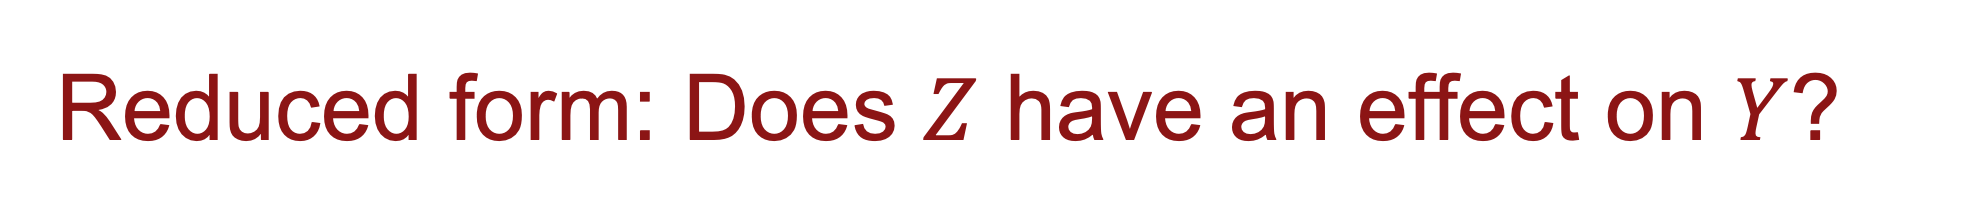 Reduced form: Does Z have an effect on Y?